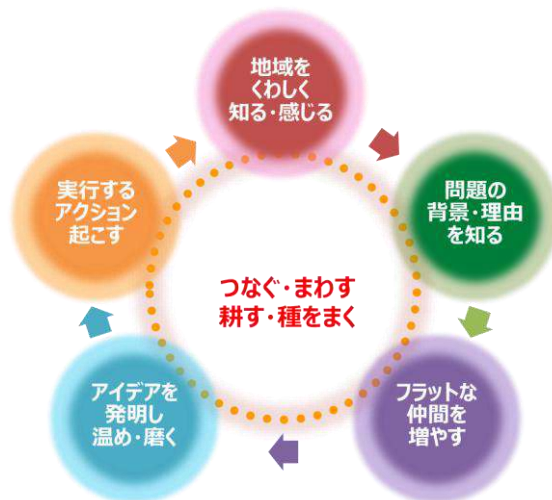 地域を
くわしく
知る・感じる
問題の
背景・理由
を知る
フラットな
仲間を
増やす
アイデアを
発明し
温め・磨く
実行する
アクション
起こす
つなぐ・まわす
耕す・種をまく